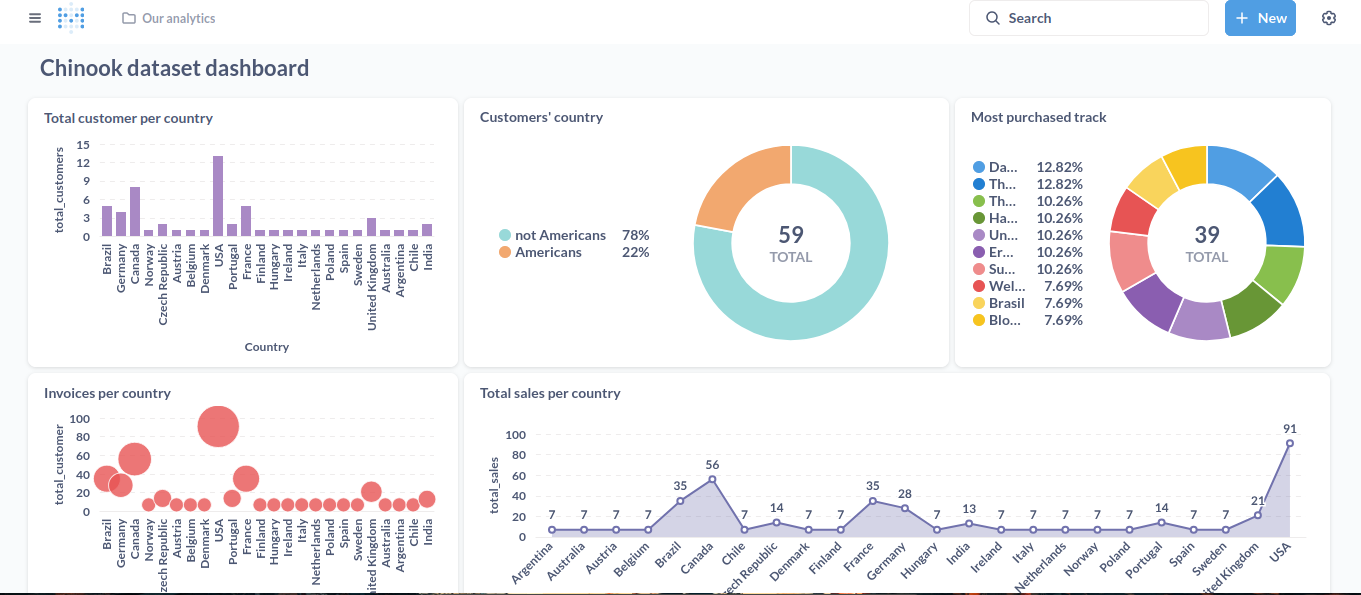 Our analytics
Search
+ New
Chinook dataset dashboard
Total customer per country
total_customers
15
12
9
6
3
0
Brazil
Germany
Canada
Norway
Czech Republic
Austria
Belgium
Denmark
USA
Portugal
France
Finland
Hungary
Ireland
Italy
Netherlands
Poland
Spain
Sweden
United Kingdom
Australia
Argentina
Chile
India
Country
Customers' country
not Americans 78%
Americans 22%
59
TOTAL
Most purchased track
Da... 12.82%
Th... 12.82%
Th... 10.26%
Ha... 10.26%
Un... 10.26%
Er... 10.26%
Su... 10.26%
Wel... 7.69%
Brasil 7.69%
Blo... 7.69%
39
TOTAL
Invoices per country
total_customer
100
80
60
40
20
0
Brazil
Germany
Canada
Norway
zech Republic
Austria
Belgium
Denmark
USA
Portugal
France
Finland
Hungary
Ireland
Italy
Netherlands
Poland
Spain
Sweden
nited Kingdom
Australia
Argentina
Chile
India
Total sales per country
total_sales
100
80
60
40
20
0
7 7 7 7 35 56 7 14 7 7 35 28 7 13 7 7 7 7 7 14 7 7 21 91
Argentina
Australia
Austria
Belgium
Brazil
Canada
Chile
ech Republic
Denmark
Finland
France
Germany
Hungary
India
Ireland
Italy
Netherlands
Norway
Poland
Portugal
Spain
Sweden
ited Kingdom
USA